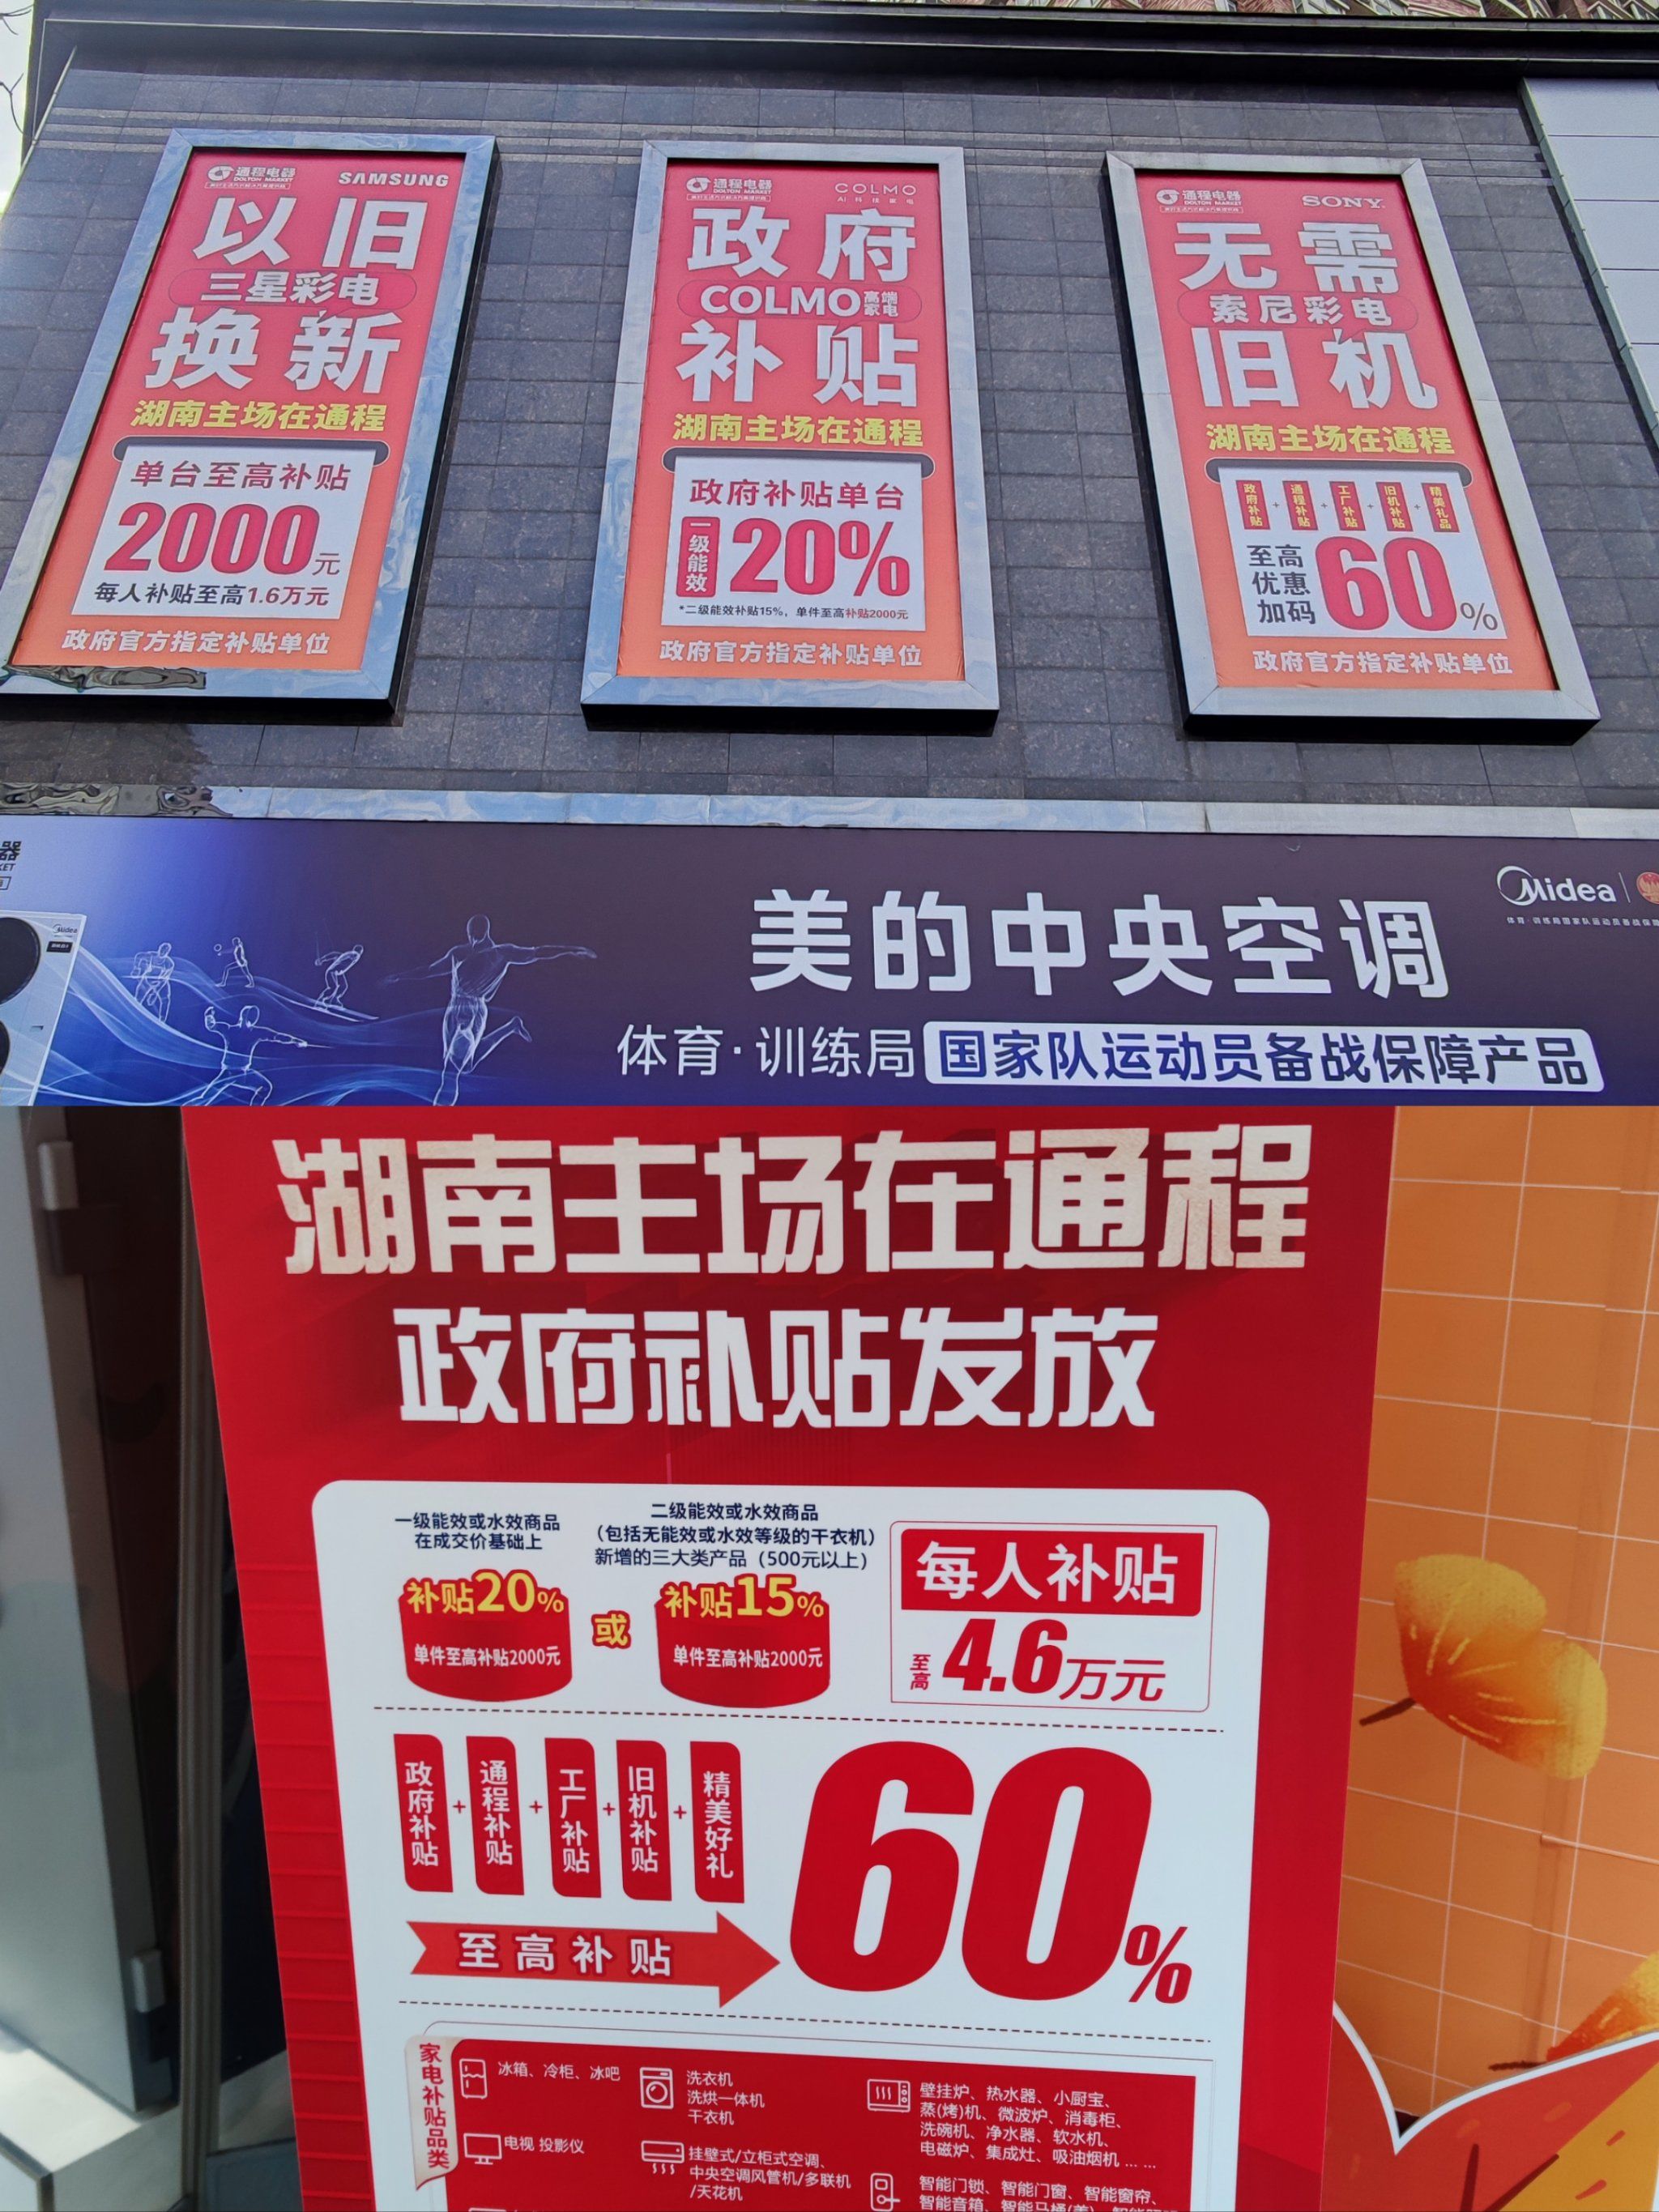 通程电器
DOLTON MARKET
SAMSUNG
以旧
三星彩电
换新
湖南主场在通程
单台至高补贴
2000元
每人补贴至高1.6万元
政府官方指定补贴单位
通程电器
DOLTON MARKET
COLMO
AI科技家电
政府
COLMO高端家电
补贴
湖南主场在通程
政府补贴单台
一级能效
20%
*二级能效补贴15%，单件至高补贴2000元
政府官方指定补贴单位
通程电器
DOLTON MARKET
SONY
无需
索尼彩电
旧机
湖南主场在通程
政府补贴+通程补贴+工厂补贴+旧机补贴+精美礼品
至高优惠加码60%
政府官方指定补贴单位
器
KET
Midea
Midea
美的中央空调
体育·训练局国家队运动员备战保障产品
湖南主场在通程
政府补贴发放
一级能效或水效商品
在成交价基础上
补贴20%
单件至高补贴2000元
或
二级能效或水效商品
（包括无能效或水效等级的干衣机）
新增的三大类产品（500元以上）
补贴15%
单件至高补贴2000元
每人补贴
至高4.6万元
政府补贴+通程补贴+工厂补贴+旧机补贴+精美好礼
至高补贴
60%
家电补贴品类
冰箱、冷柜、冰吧
洗衣机
洗烘一体机
干衣机
壁挂炉、热水器、小厨宝、
蒸(烤)机、微波炉、消毒柜、
洗碗机、净水器、软水机、
电磁炉、集成灶、吸油烟机……
电视 投影仪
挂壁式/立柜式空调、
中央空调风管机/多联机
/天花机
智能门锁、智能门窗、智能窗帘、